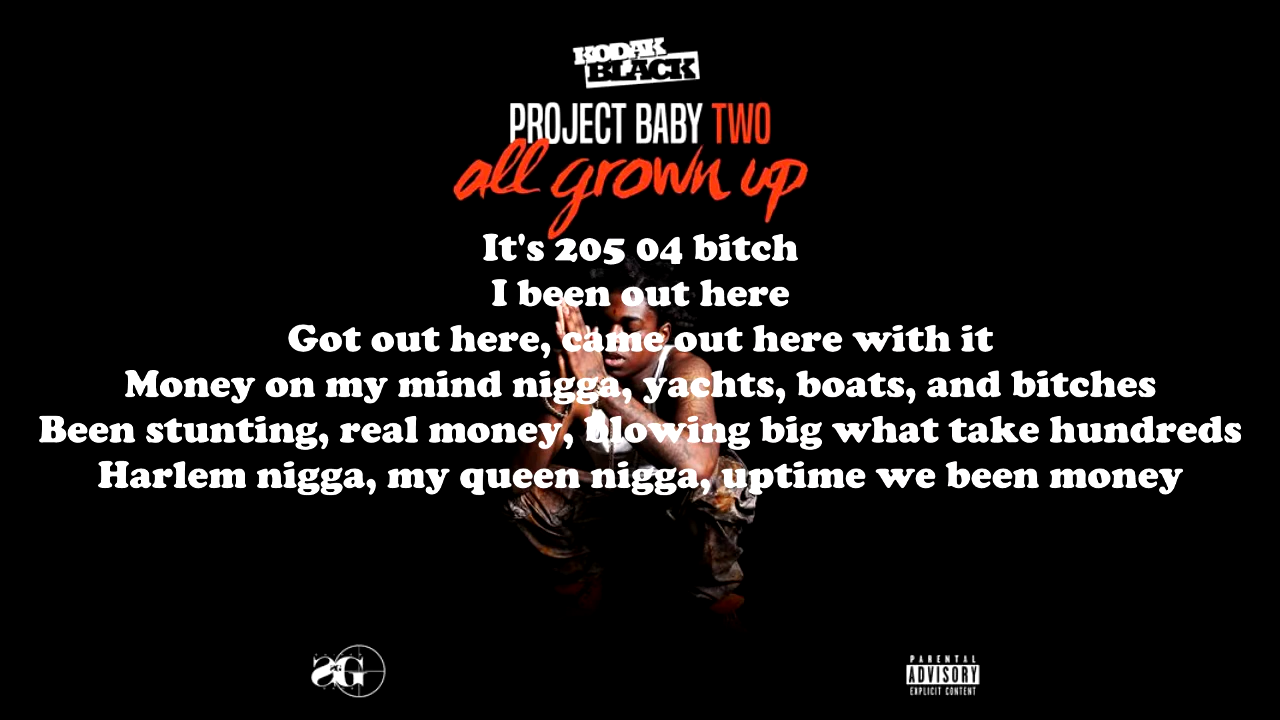 KODAK
BLACK
PROJECT BABY TWO
all grown up
It's 205 04 bitch
I been out here
Got out here, came out here with it
Money on my mind nigga, yachts, boats, and bitches
Been stunting, real money, blowing big what take hundreds
Harlem nigga, my queen nigga, uptime we been money
SG
PARENTAL
ADVISORY
EXPLICIT CONTENT